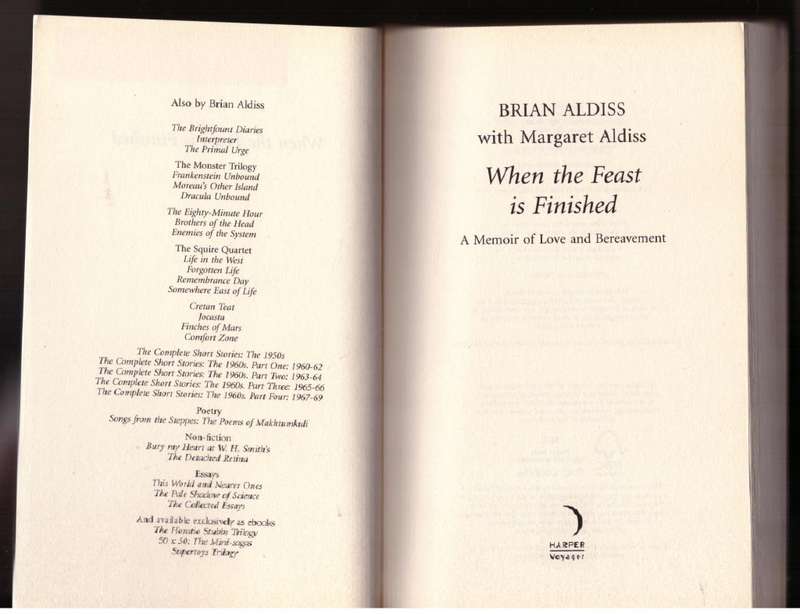 Also by Brian Aldiss
The Brightfount Diaries
Interpreter
The Primal Urge
The Monster Trilogy
Frankenstein Unbound
Moreau's Other Island
Dracula Unbound
The Eighty-Minute Hour
Brothers of the Head
Enemies of the System
The Squire Quartet
Life in the West
Forgotten Life
Remembrance Day
Somewhere East of Life
Cretan Teat
Jocasta
Finches of Mars
Comfort Zone
The Complete Short Stories: The 1950s
The Complete Short Stories: The 1960s. Part One: 1960-62
The Complete Short Stories: The 1960s. Part Two: 1963-64
The Complete Short Stories: The 1960s. Part Three: 1965-66
The Complete Short Stories: The 1960s. Part Four: 1967-69
Poetry
Songs from the Steppes: The Poems of Makhtumkuli
Non-fiction
Bury my Heart at W. H. Smith's
The Detached Retina
Essays
This World and Nearer Ones
The Pale Shadow of Science
The Collected Essays
And available exclusively as ebooks
The Horatio Stubbs Trilogy
50 x 50: The Mini-sagas
Supertoys Trilogy
BRIAN ALDISS
with Margaret Aldiss
When the Feast
is Finished
A Memoir of Love and Bereavement
HARPER
Voyager